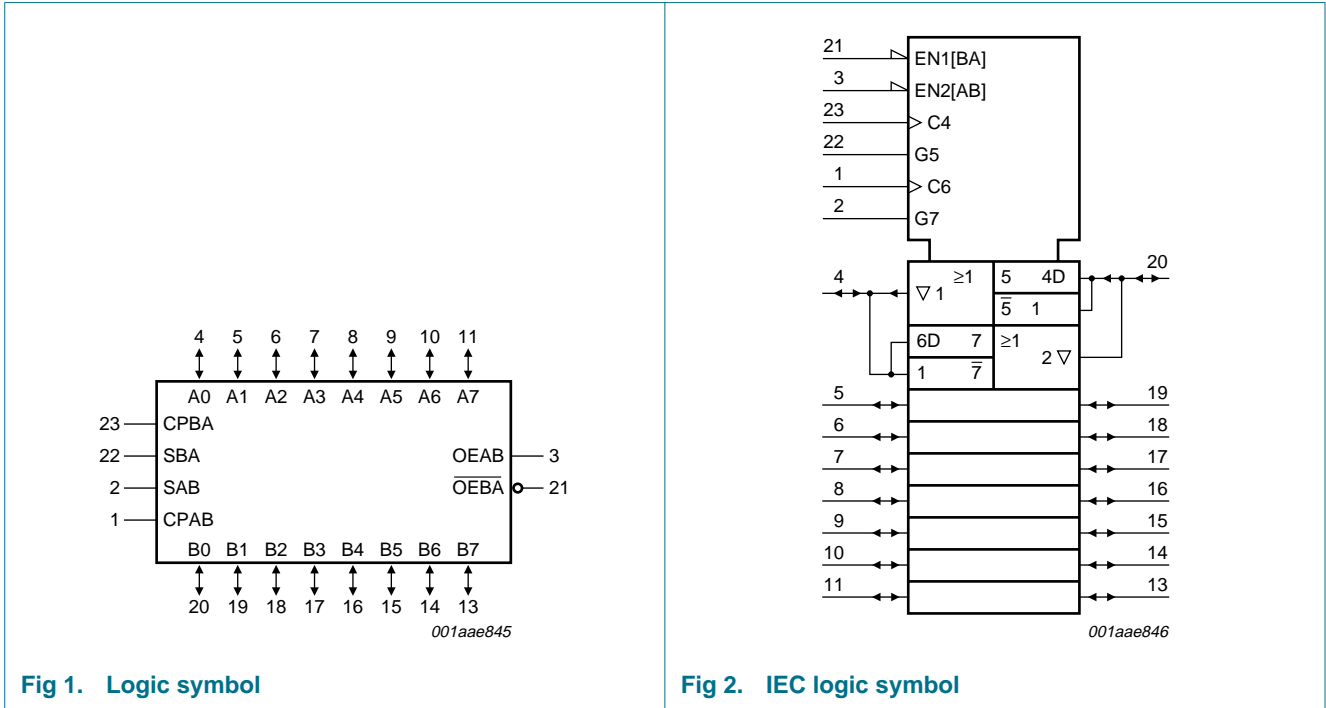 4 5 6 7 8 9 10 11
A0 A1 A2 A3 A4 A5 A6 A7
23 CPBA
22 SBA OEAB 3
2 SAB O̅E̅B̅A̅ 21
1 CPAB
B0 B1 B2 B3 B4 B5 B6 B7
20 19 18 17 16 15 14 13
001aae845
Fig 1. Logic symbol
21 EN1[BA]
3 EN2[AB]
23 C4
22 G5
1 C6
2 G7
4 ▽ 1 ≥1 5 4D 20
5̅ 1
6D 7 ≥1
2 ▽
1 7̅
5 19
6 18
7 17
8 16
9 15
10 14
11 13
001aae846
Fig 2. IEC logic symbol